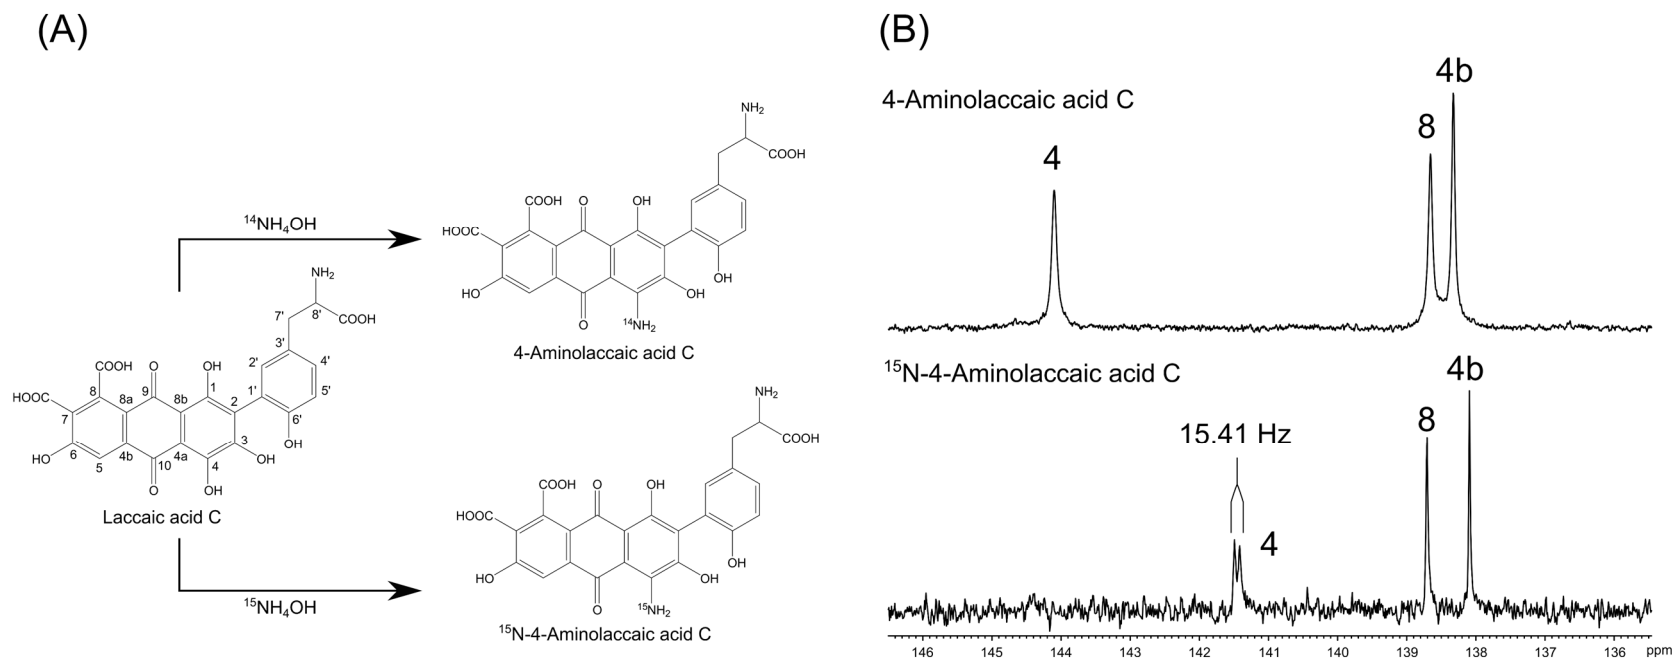 (A)
NH₂
COOH
COOH
O
OH
HOOC
HO
O
¹⁴NH₂
OH
OH
4-Aminolaccaic acid C
¹⁴NH₄OH
NH₂
7'
8'
COOH
3'
2'
4'
1'
5'
6'
OH
COOH
O
OH
HOOC
8
9
1
8a
8b
2
7
3
6
5
4b
10
4a
4
HO
O
OH
OH
Laccaic acid C
¹⁵NH₄OH
NH₂
COOH
COOH
O
OH
HOOC
HO
O
¹⁵NH₂
OH
OH
¹⁵N-4-Aminolaccaic acid C
(B)
4-Aminolaccaic acid C
4
8
4b
¹⁵N-4-Aminolaccaic acid C
15.41 Hz
4
8
4b
146 145 144 143 142 141 140 139 138 137 136 ppm